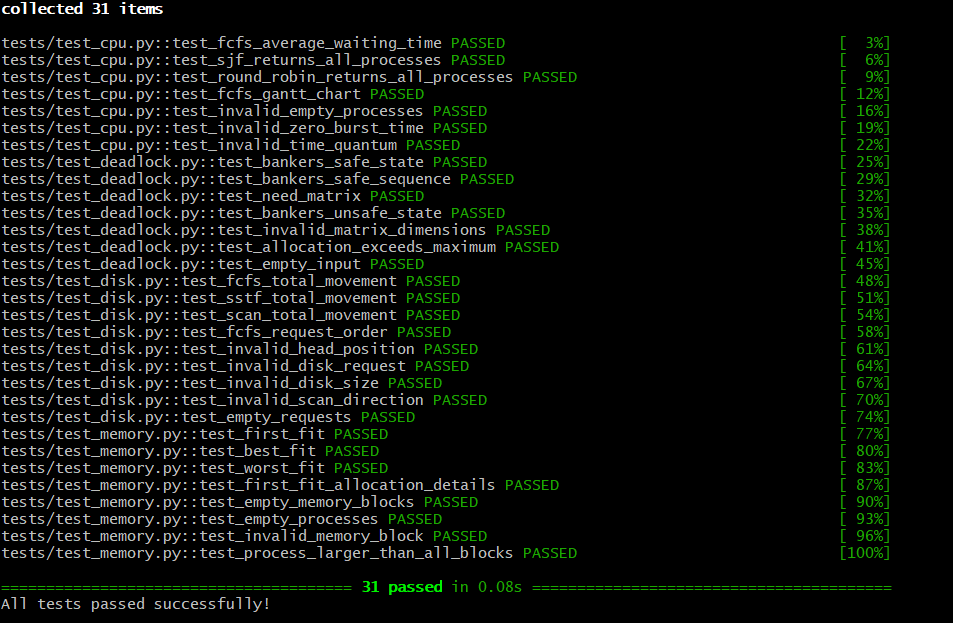 collected 31 items
tests/test_cpu.py::test_fcfs_average_waiting_time PASSED [  3%]
tests/test_cpu.py::test_sjf_returns_all_processes PASSED [  6%]
tests/test_cpu.py::test_round_robin_returns_all_processes PASSED [  9%]
tests/test_cpu.py::test_fcfs_gantt_chart PASSED [ 12%]
tests/test_cpu.py::test_invalid_empty_processes PASSED [ 16%]
tests/test_cpu.py::test_invalid_zero_burst_time PASSED [ 19%]
tests/test_cpu.py::test_invalid_time_quantum PASSED [ 22%]
tests/test_deadlock.py::test_bankers_safe_state PASSED [ 25%]
tests/test_deadlock.py::test_bankers_safe_sequence PASSED [ 29%]
tests/test_deadlock.py::test_need_matrix PASSED [ 32%]
tests/test_deadlock.py::test_bankers_unsafe_state PASSED [ 35%]
tests/test_deadlock.py::test_invalid_matrix_dimensions PASSED [ 38%]
tests/test_deadlock.py::test_allocation_exceeds_maximum PASSED [ 41%]
tests/test_deadlock.py::test_empty_input PASSED [ 45%]
tests/test_disk.py::test_fcfs_total_movement PASSED [ 48%]
tests/test_disk.py::test_sstf_total_movement PASSED [ 51%]
tests/test_disk.py::test_scan_total_movement PASSED [ 54%]
tests/test_disk.py::test_fcfs_request_order PASSED [ 58%]
tests/test_disk.py::test_invalid_head_position PASSED [ 61%]
tests/test_disk.py::test_invalid_disk_request PASSED [ 64%]
tests/test_disk.py::test_invalid_disk_size PASSED [ 67%]
tests/test_disk.py::test_invalid_scan_direction PASSED [ 70%]
tests/test_disk.py::test_empty_requests PASSED [ 74%]
tests/test_memory.py::test_first_fit PASSED [ 77%]
tests/test_memory.py::test_best_fit PASSED [ 80%]
tests/test_memory.py::test_worst_fit PASSED [ 83%]
tests/test_memory.py::test_first_fit_allocation_details PASSED [ 87%]
tests/test_memory.py::test_empty_memory_blocks PASSED [ 90%]
tests/test_memory.py::test_empty_processes PASSED [ 93%]
tests/test_memory.py::test_invalid_memory_block PASSED [ 96%]
tests/test_memory.py::test_process_larger_than_all_blocks PASSED [100%]
======================================= 31 passed in 0.08s ========================================
All tests passed successfully!